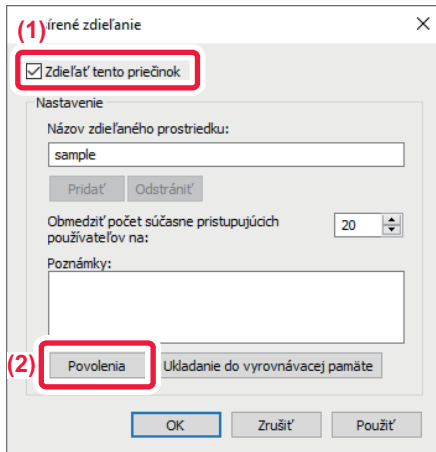 (1)
sírené zdieľanie
Zdieľať tento priečinok
Nastavenie
Názov zdieľaného prostriedku:
sample
Pridať Odstrániť
Obmedziť počet súčasne pristupujúcich
používateľov na:
20
Poznámky:
(2)
Povolenia Ukladanie do vyrovnávacej pamäte
OK Zrušiť Použiť